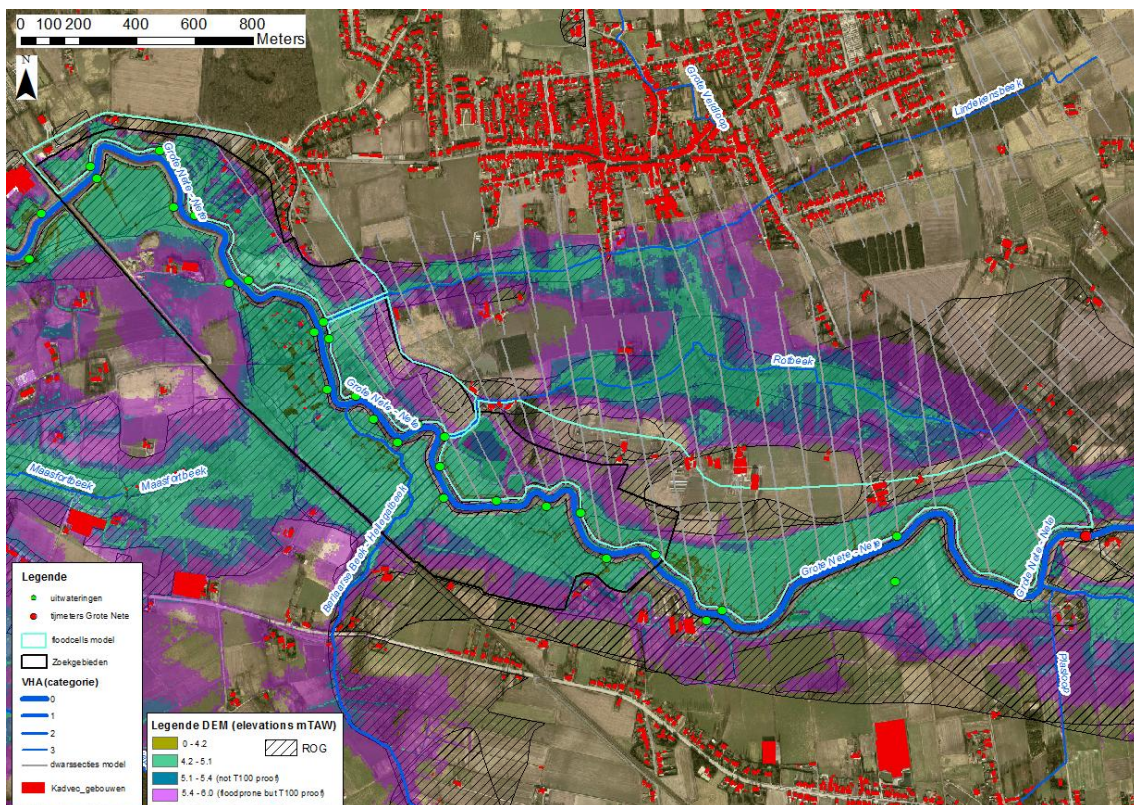 0 100 200 400 600 800
Meters
N
Grote Nete - Nete
Grote Vendloop
Lindekensbeek
Rotbeek
Grote Nete - Nete
Maasfortbeek
Maasfortbeek
Grote Nete - Nete
Grote Nete - Nete
Legende
uitwateringen
tijmeters Grote Nete
floodcells model
Zoekgebieden
VHA (categorie)
0
1
2
3
dwarssecties model
Kadvec_gebouwen
Legende DEM (elevations mTAW)
0 - 4.2
ROG
4.2 - 5.1
5.1 - 5.4 (not T100 proof)
5.4 - 6.0 (floodprone but T100 proof)